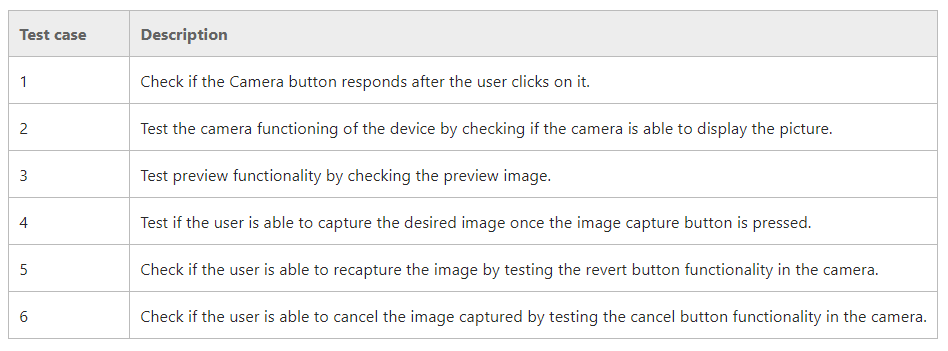 Test case Description
1 Check if the Camera button responds after the user clicks on it.
2 Test the camera functioning of the device by checking if the camera is able to display the picture.
3 Test preview functionality by checking the preview image.
4 Test if the user is able to capture the desired image once the image capture button is pressed.
5 Check if the user is able to recapture the image by testing the revert button functionality in the camera.
6 Check if the user is able to cancel the image captured by testing the cancel button functionality in the camera.